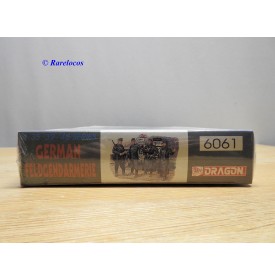 © Rarelocos
GERMAN
FELDGENDARMERIE
6061
DRAGON